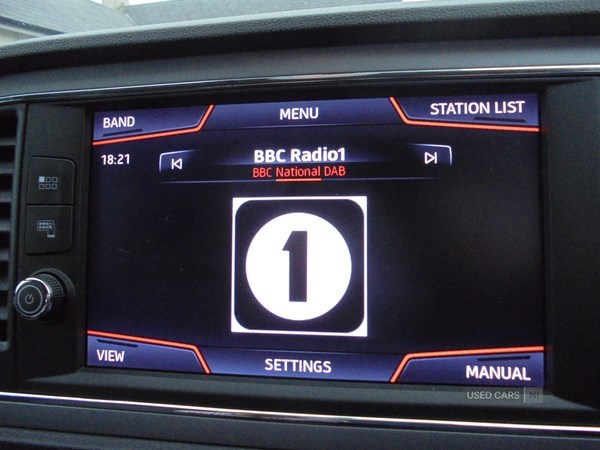 BAND
MENU
STATION LIST
18:21
BBC Radio1
BBC National DAB
1
VIEW
SETTINGS
MANUAL
USED CARS NI